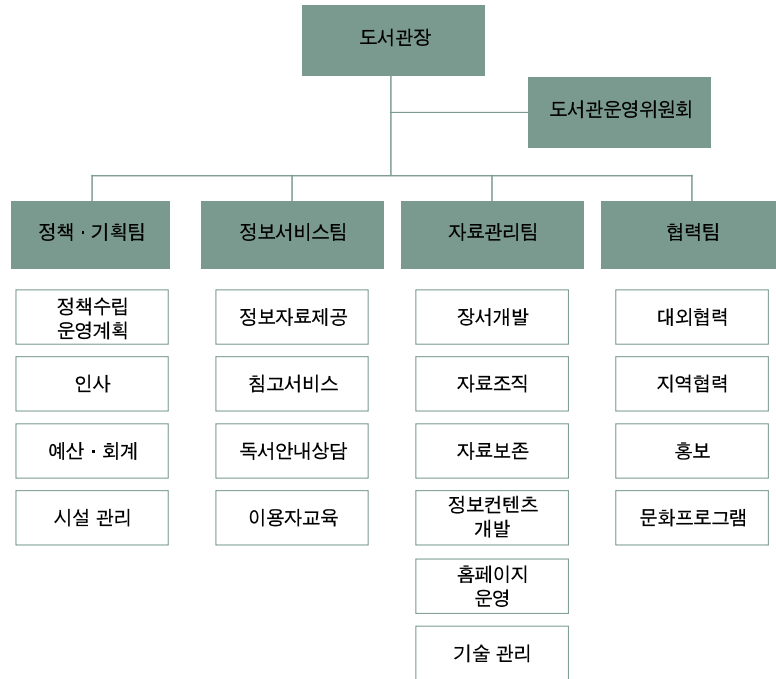 도서관장
도서관운영위원회
정책·기획팀
정보서비스팀
자료관리팀
협력팀
정책수립
운영계획
인사
예산·회계
시설 관리
정보자료제공
침고서비스
독서안내상담
이용자교육
장서개발
자료조직
자료보존
정보컨텐츠
개발
홈페이지
운영
기술 관리
대외협력
지역협력
홍보
문화프로그램